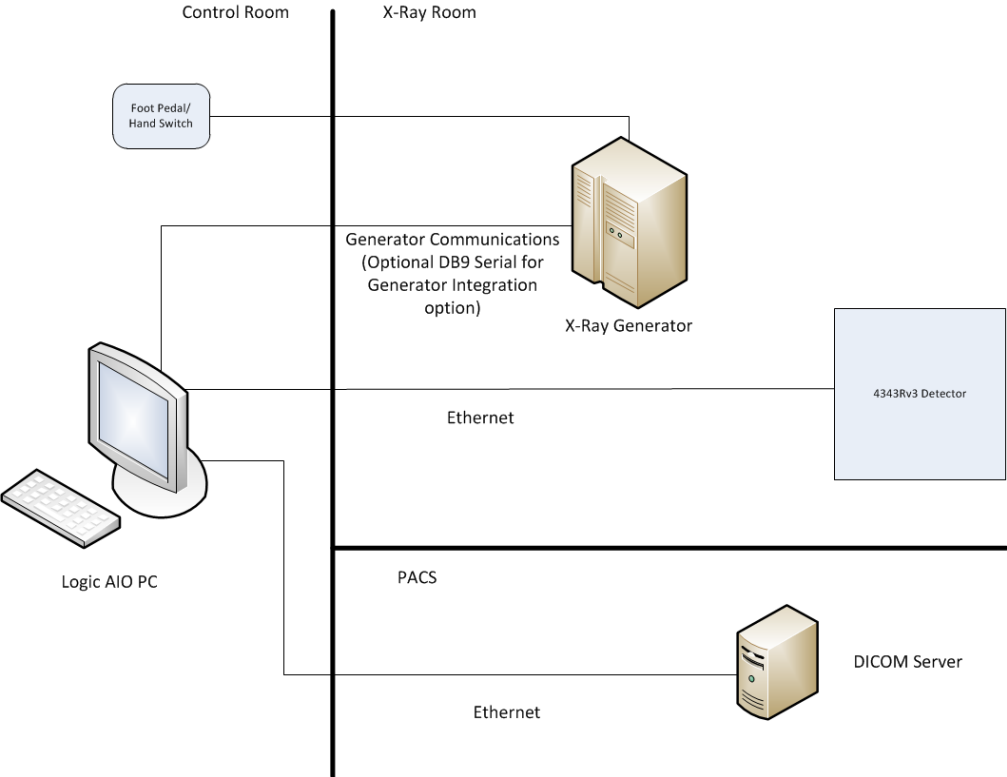 Control Room
X-Ray Room
Foot Pedal/
Hand Switch
Generator Communications
(Optional DB9 Serial for
Generator Integration
option)
X-Ray Generator
4343Rv3 Detector
Ethernet
Logic AIO PC
PACS
DICOM Server
Ethernet